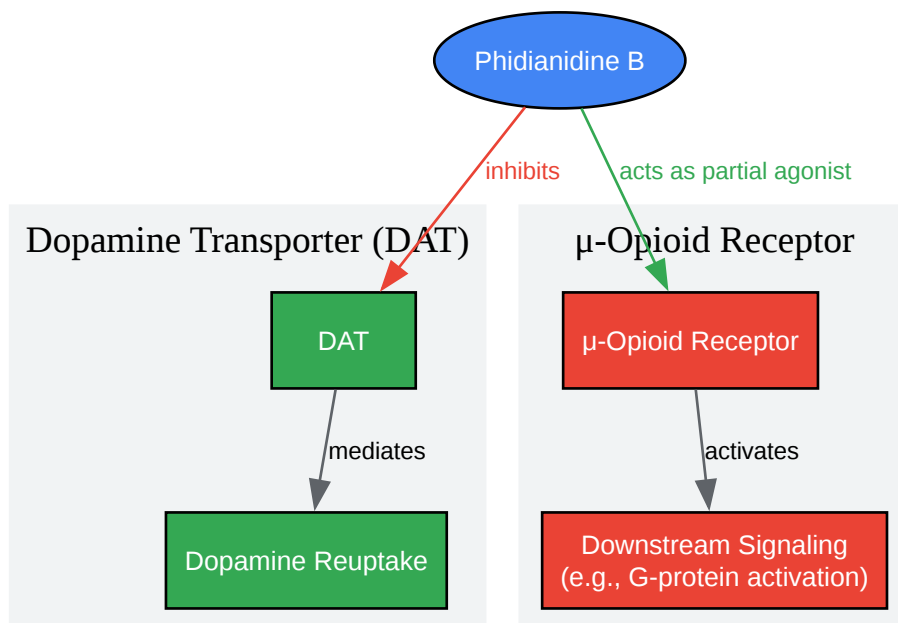 Phidianidine B
inhibits
acts as partial agonist
Dopamine Transporter (DAT)
μ-Opioid Receptor
DAT
μ-Opioid Receptor
mediates
activates
Dopamine Reuptake
Downstream Signaling
(e.g., G-protein activation)